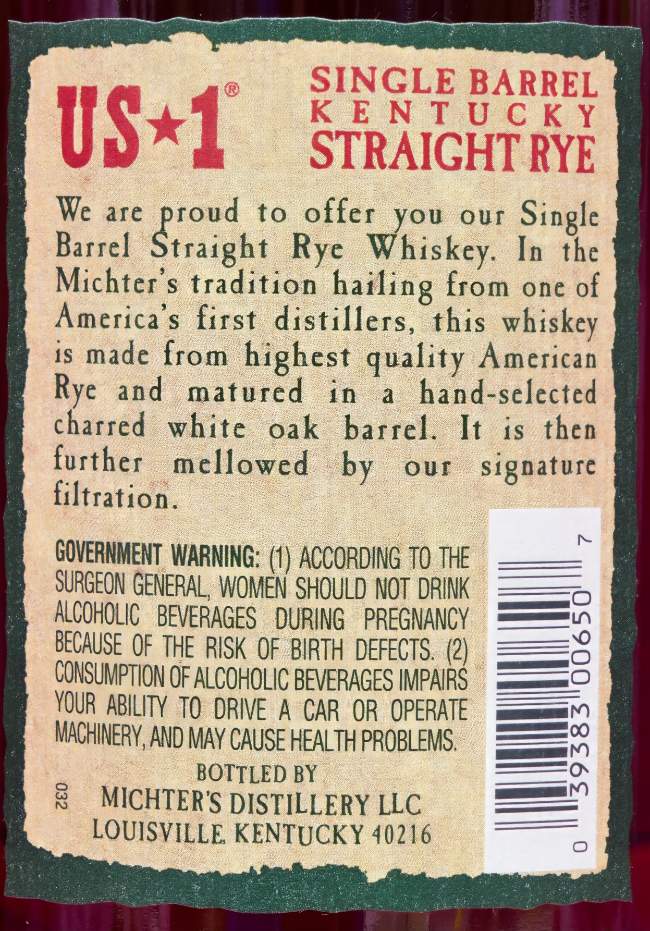 US★1®
SINGLE BARREL
KENTUCKY
STRAIGHT RYE
We are proud to offer you our Single
Barrel Straight Rye Whiskey. In the
Michter's tradition hailing from one of
America's first distillers, this whiskey
is made from highest quality American
Rye and matured in a hand-selected
charred white oak barrel. It is then
further mellowed by our signature
filtration.
GOVERNMENT WARNING: (1) ACCORDING TO THE
SURGEON GENERAL, WOMEN SHOULD NOT DRINK
ALCOHOLIC BEVERAGES DURING PREGNANCY
BECAUSE OF THE RISK OF BIRTH DEFECTS. (2)
CONSUMPTION OF ALCOHOLIC BEVERAGES IMPAIRS
YOUR ABILITY TO DRIVE A CAR OR OPERATE
MACHINERY, AND MAY CAUSE HEALTH PROBLEMS.
BOTTLED BY
MICHTER'S DISTILLERY LLC
LOUISVILLE, KENTUCKY 40216
032
0 39383 00650 7